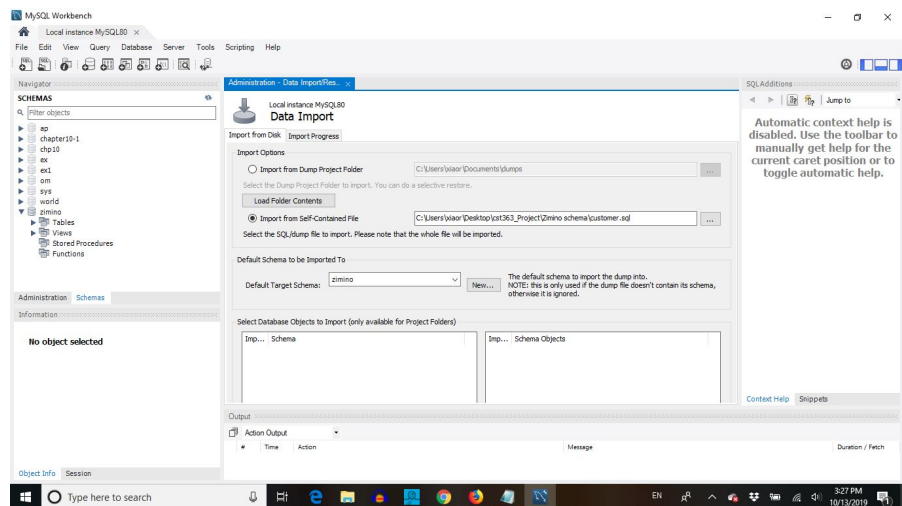 MySQL Workbench
Local instance MySQL80 ×
File Edit View Query Database Server Tools Scripting Help
Navigator
SCHEMAS
Filter objects
ap
chapter10-1
chp10
ex
ex1
om
sys
world
zimino
Tables
Views
Stored Procedures
Functions
Administration Schemas
Information
No object selected
Object Info Session
Administration - Data Import/Res... ×
Local instance MySQL80
Data Import
Import from Disk Import Progress
Import Options
Import from Dump Project Folder C:\Users\xiaor\Documents\dumps ...
Select the Dump Project Folder to import. You can do a selective restore.
Load Folder Contents
Import from Self-Contained File C:\Users\xiaor\Desktop\cst363_Project\Zimino schema\customer.sql ...
Select the SQL/dump file to import. Please note that the whole file will be imported.
Default Schema to be Imported To
Default Target Schema: zimino New...
The default schema to import the dump into.
NOTE: this is only used if the dump file doesn't contain its schema,
otherwise it is ignored.
Select Database Objects to Import (only available for Project Folders)
Imp... Schema
Imp... Schema Objects
Output
Action Output
# Time Action Message Duration / Fetch
SQLAdditions
Jump to
Automatic context help is
disabled. Use the toolbar to
manually get help for the
current caret position or to
toggle automatic help.
Context Help Snippets
Type here to search
EN
3:27 PM
10/13/2019